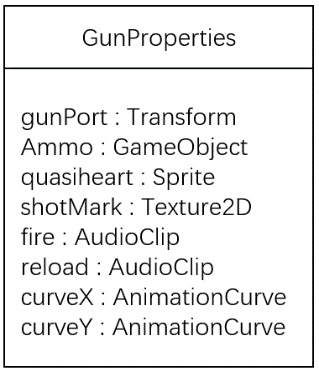 GunProperties
gunPort : Transform
Ammo : GameObject
quasiheart : Sprite
shotMark : Texture2D
fire : AudioClip
reload : AudioClip
curveX : AnimationCurve
curveY : AnimationCurve